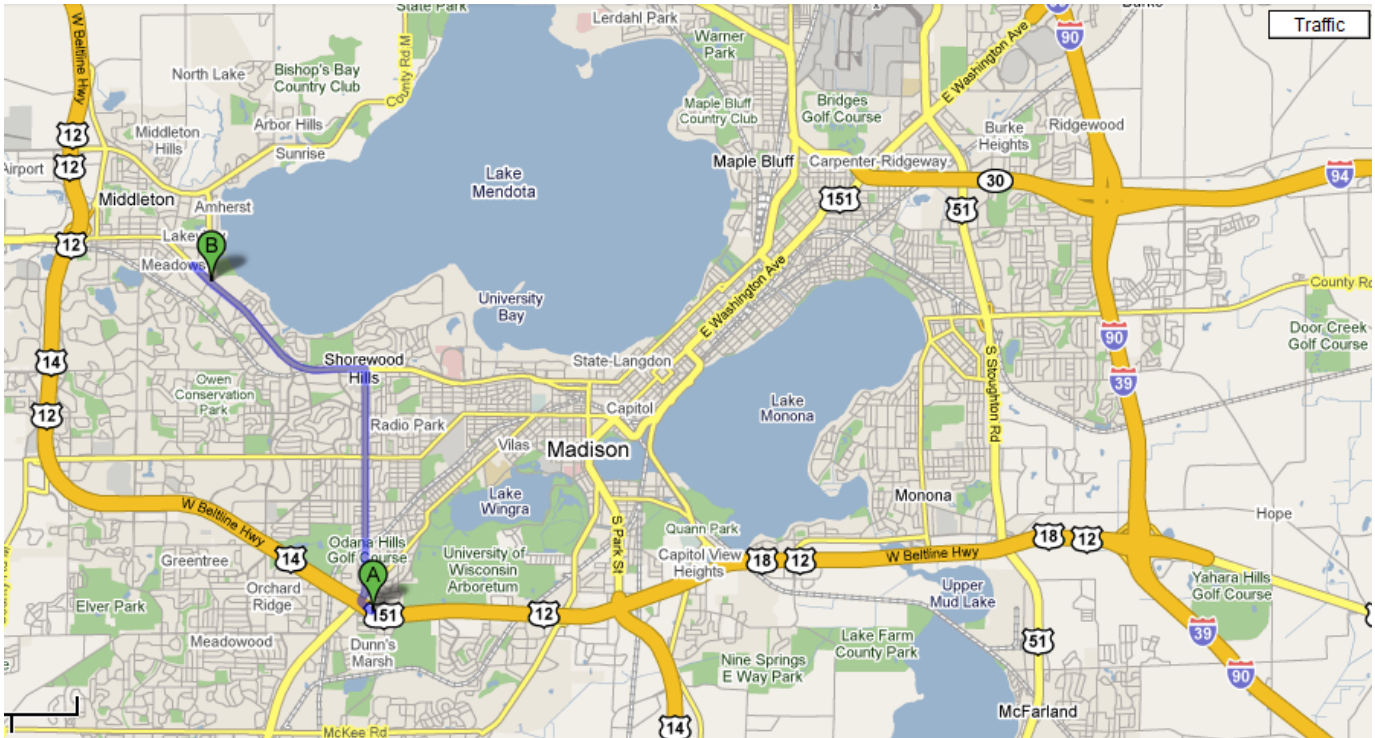 State Park
Lerdahl Park
Burke
W Beltline Hwy
90
Traffic
Warner
Park
E Washington Ave
North Lake
Bishop's Bay
Country Club
County Rd M
Maple Bluff
Country Club
Bridges
Golf Course
12
Middleton
Hills
Arbor Hills
Burke
Heights
Ridgewood
12
Airport
Sunrise
Maple Bluff
Carpenter-Ridgeway
Lake
Mendota
30
94
Middleton
Amherst
151
51
12
B
Meadows
County Rd
University
Bay
E Washington Ave
Door Creek
Golf Course
90
14
Shorewood
Hills
State-Langdon
S Stoughton Rd
39
Owen
Conservation
Park
12
Capitol
Lake
Monona
Radio Park
Vilas
Madison
Lake
Wingra
Monona
W Beltline Hwy
S Park St
Quann Park
Hope
14
Odana Hills
Golf Course
University of
Wisconsin
Arboretum
Capitol View
Heights
18
12
W Beltline Hwy
18
12
Greentree
A
Orchard
Ridge
Upper
Mud Lake
Yahara Hills
Golf Course
Elver Park
151
12
Meadowood
Dunn's
Marsh
Lake Farm
County Park
51
39
Nine Springs
E Way Park
90
McFarland
14
McKee Rd